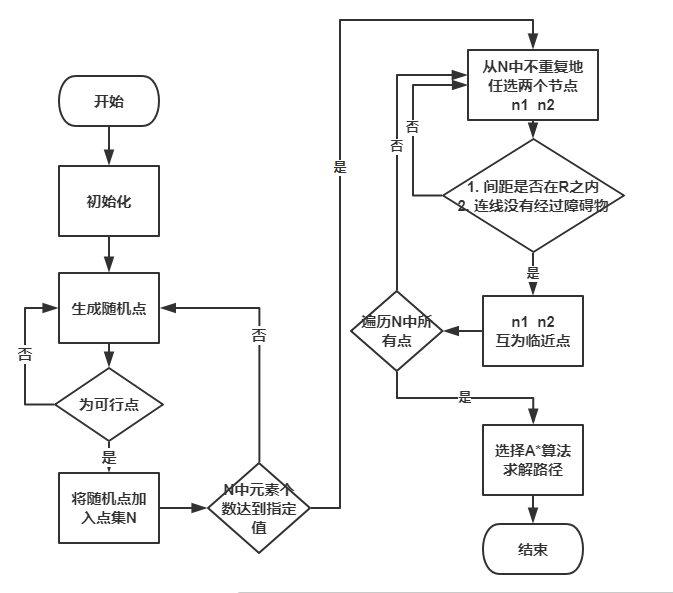 开始
初始化
生成随机点
否
为可行点
是
将随机点加
入点集N
N中元素个
数达到指定
值
否
是
从N中不重复地
任选两个节点
n1 n2
否
否
1. 间距是否在R之内
2. 连线没有经过障碍物
是
n1 n2
互为临近点
遍历N中所
有点
是
选择A*算法
求解路径
结束